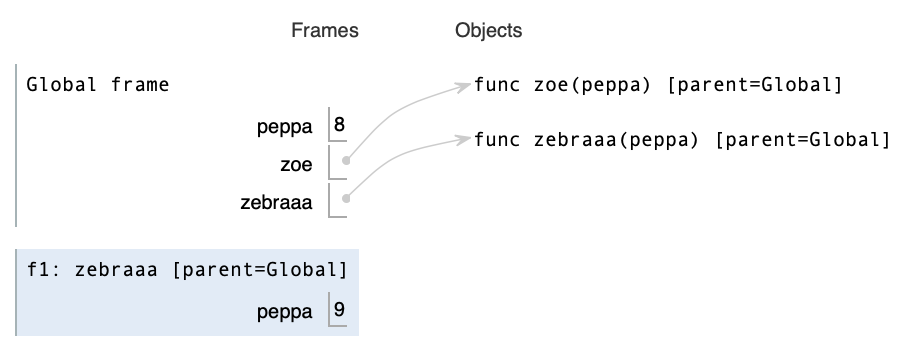 Frames Objects
Global frame func zoe(peppa) [parent=Global]
peppa 8 func zebraaa(peppa) [parent=Global]
zoe
zebraaa
f1: zebraaa [parent=Global]
peppa 9